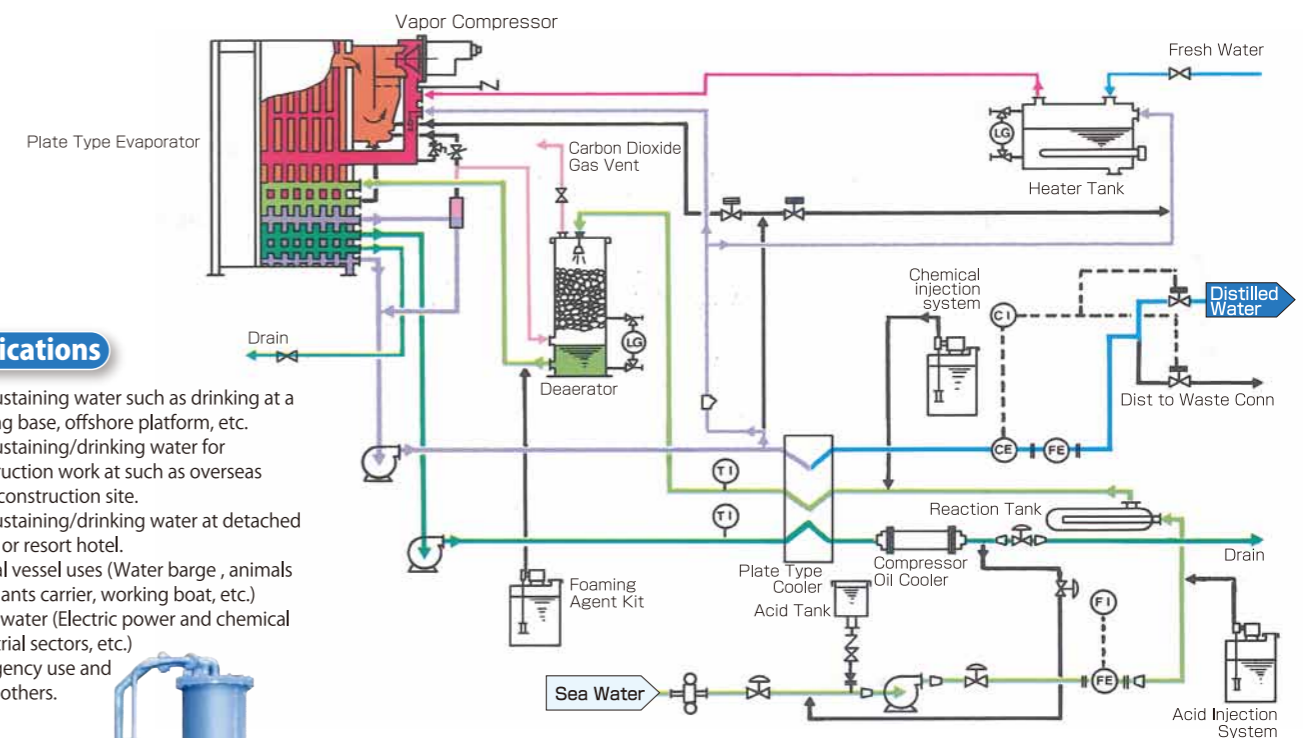 Vapor Compressor
Fresh Water
Plate Type Evaporator
LG
Carbon Dioxide
Gas Vent
Heater Tank
Chemical
injection
system
CI
Distilled
Water
Drain
LG
Deaerator
Dist to Waste Conn
ications
ustaining water such as drinking at a
ng base, offshore platform, etc.
ustaining/drinking water for
ruction work at such as overseas
construction site.
ustaining/drinking water at detached
or resort hotel.
al vessel uses (Water barge , animals
ants carrier, working boat, etc.)
water (Electric power and chemical
trial sectors, etc.)
gency use and
others.
CE
FE
TI
TI
Reaction Tank
Drain
Plate Type
Cooler
Compressor
Oil Cooler
Foaming
Agent Kit
Acid Tank
FI
FE
Sea Water
Acid Injection
System